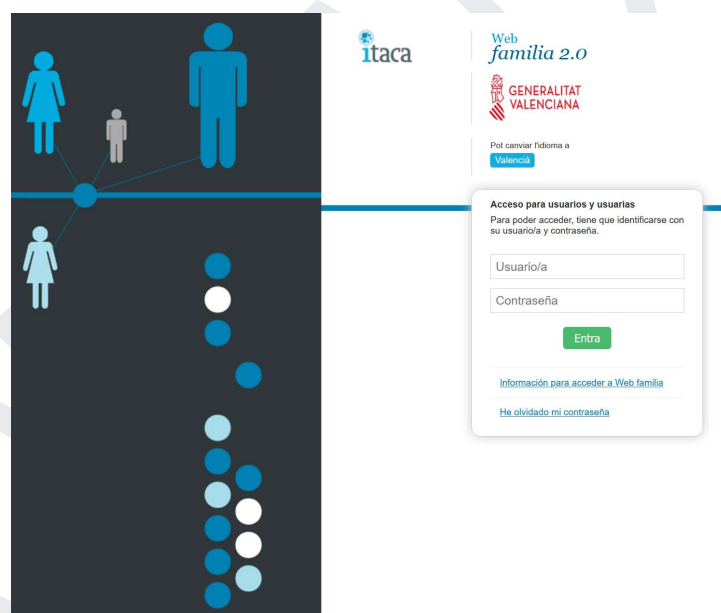 itaca
Web
familia 2.0
GENERALITAT
VALENCIANA
Pot canviar l'idioma a
Valencià
Acceso para usuarios y usuarias
Para poder acceder, tiene que identificarse con
su usuario/a y contraseña.
Usuario/a
Contraseña
Entra
Información para acceder a Web familia
He olvidado mi contraseña